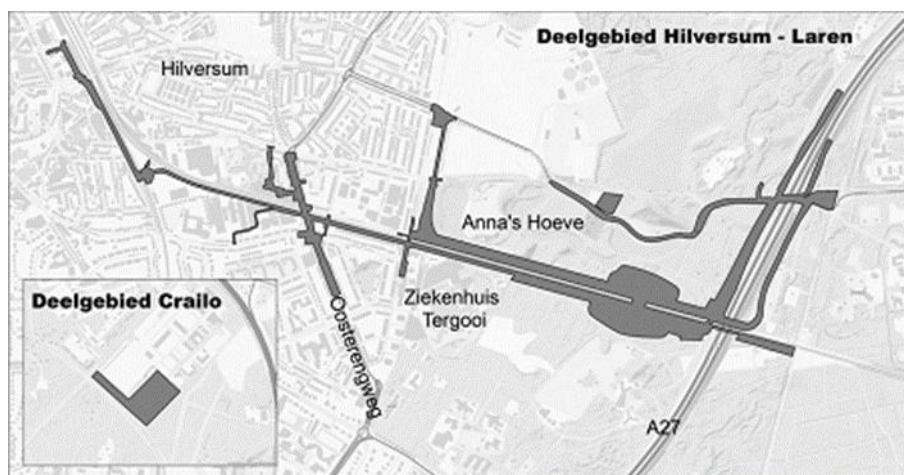 Deelgebied Hilversum - Laren
Hilversum
Anna's Hoeve
Ziekenhuis
Tergooi
Deelgebied Crailo
Oosterengweg
A27